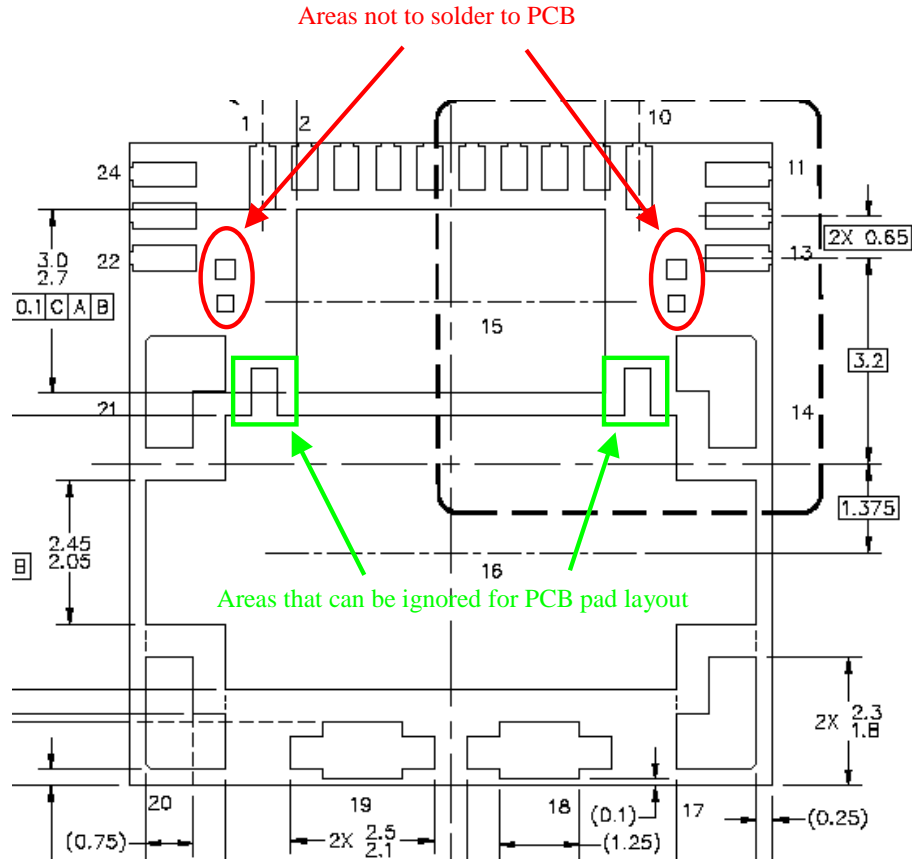 Areas not to solder to PCB
1 2 10
24 11
2X 0.65
3.0
2.7
22 13
0.1 C A B
15
3.2
21 14
1.375
2.45
2.05
B
16
Areas that can be ignored for PCB pad layout
2X 2.3
1.8
20 19 18 17
(0.1) (0.25)
(0.75) 2X 2.5
2.1
(1.25)